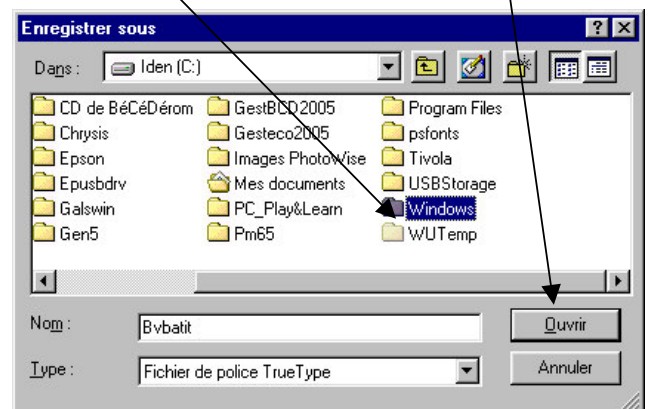 Enregistrer sous
Dans : Iden (C:)
CD de BéCéDérom GestBCD2005 Program Files
Chrysis Gesteco2005 psfonts
Epson Images PhotoWise Tivola
Epusbdrv Mes documents USBStorage
Galswin PC_Play&Learn Windows
Gen5 Pm65 WUTemp
Nom : Bvbatit Ouvrir
Type : Fichier de police TrueType Annuler